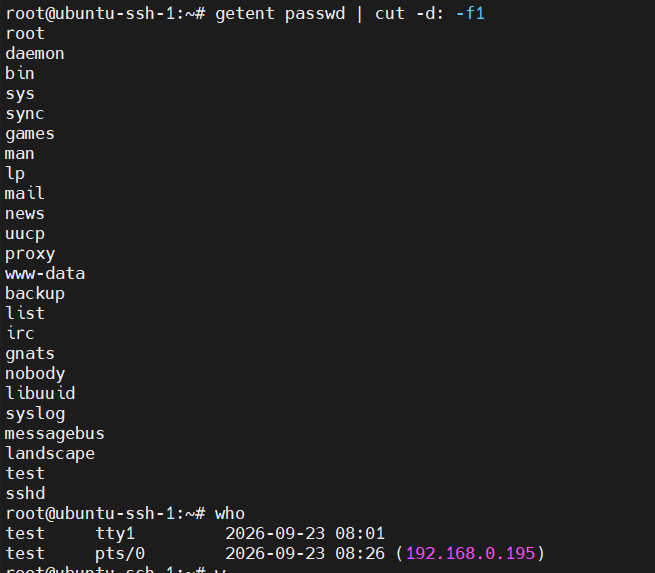 root@ubuntu-ssh-1:~# getent passwd | cut -d: -f1
root
daemon
bin
sys
sync
games
man
lp
mail
news
uucp
proxy
www-data
backup
list
irc
gnats
nobody
libuuid
syslog
messagebus
landscape
test
sshd
root@ubuntu-ssh-1:~# who
test     tty1         2026-09-23 08:01
test     pts/0        2026-09-23 08:26 (192.168.0.195)
root@ubuntu-ssh-1:~# w